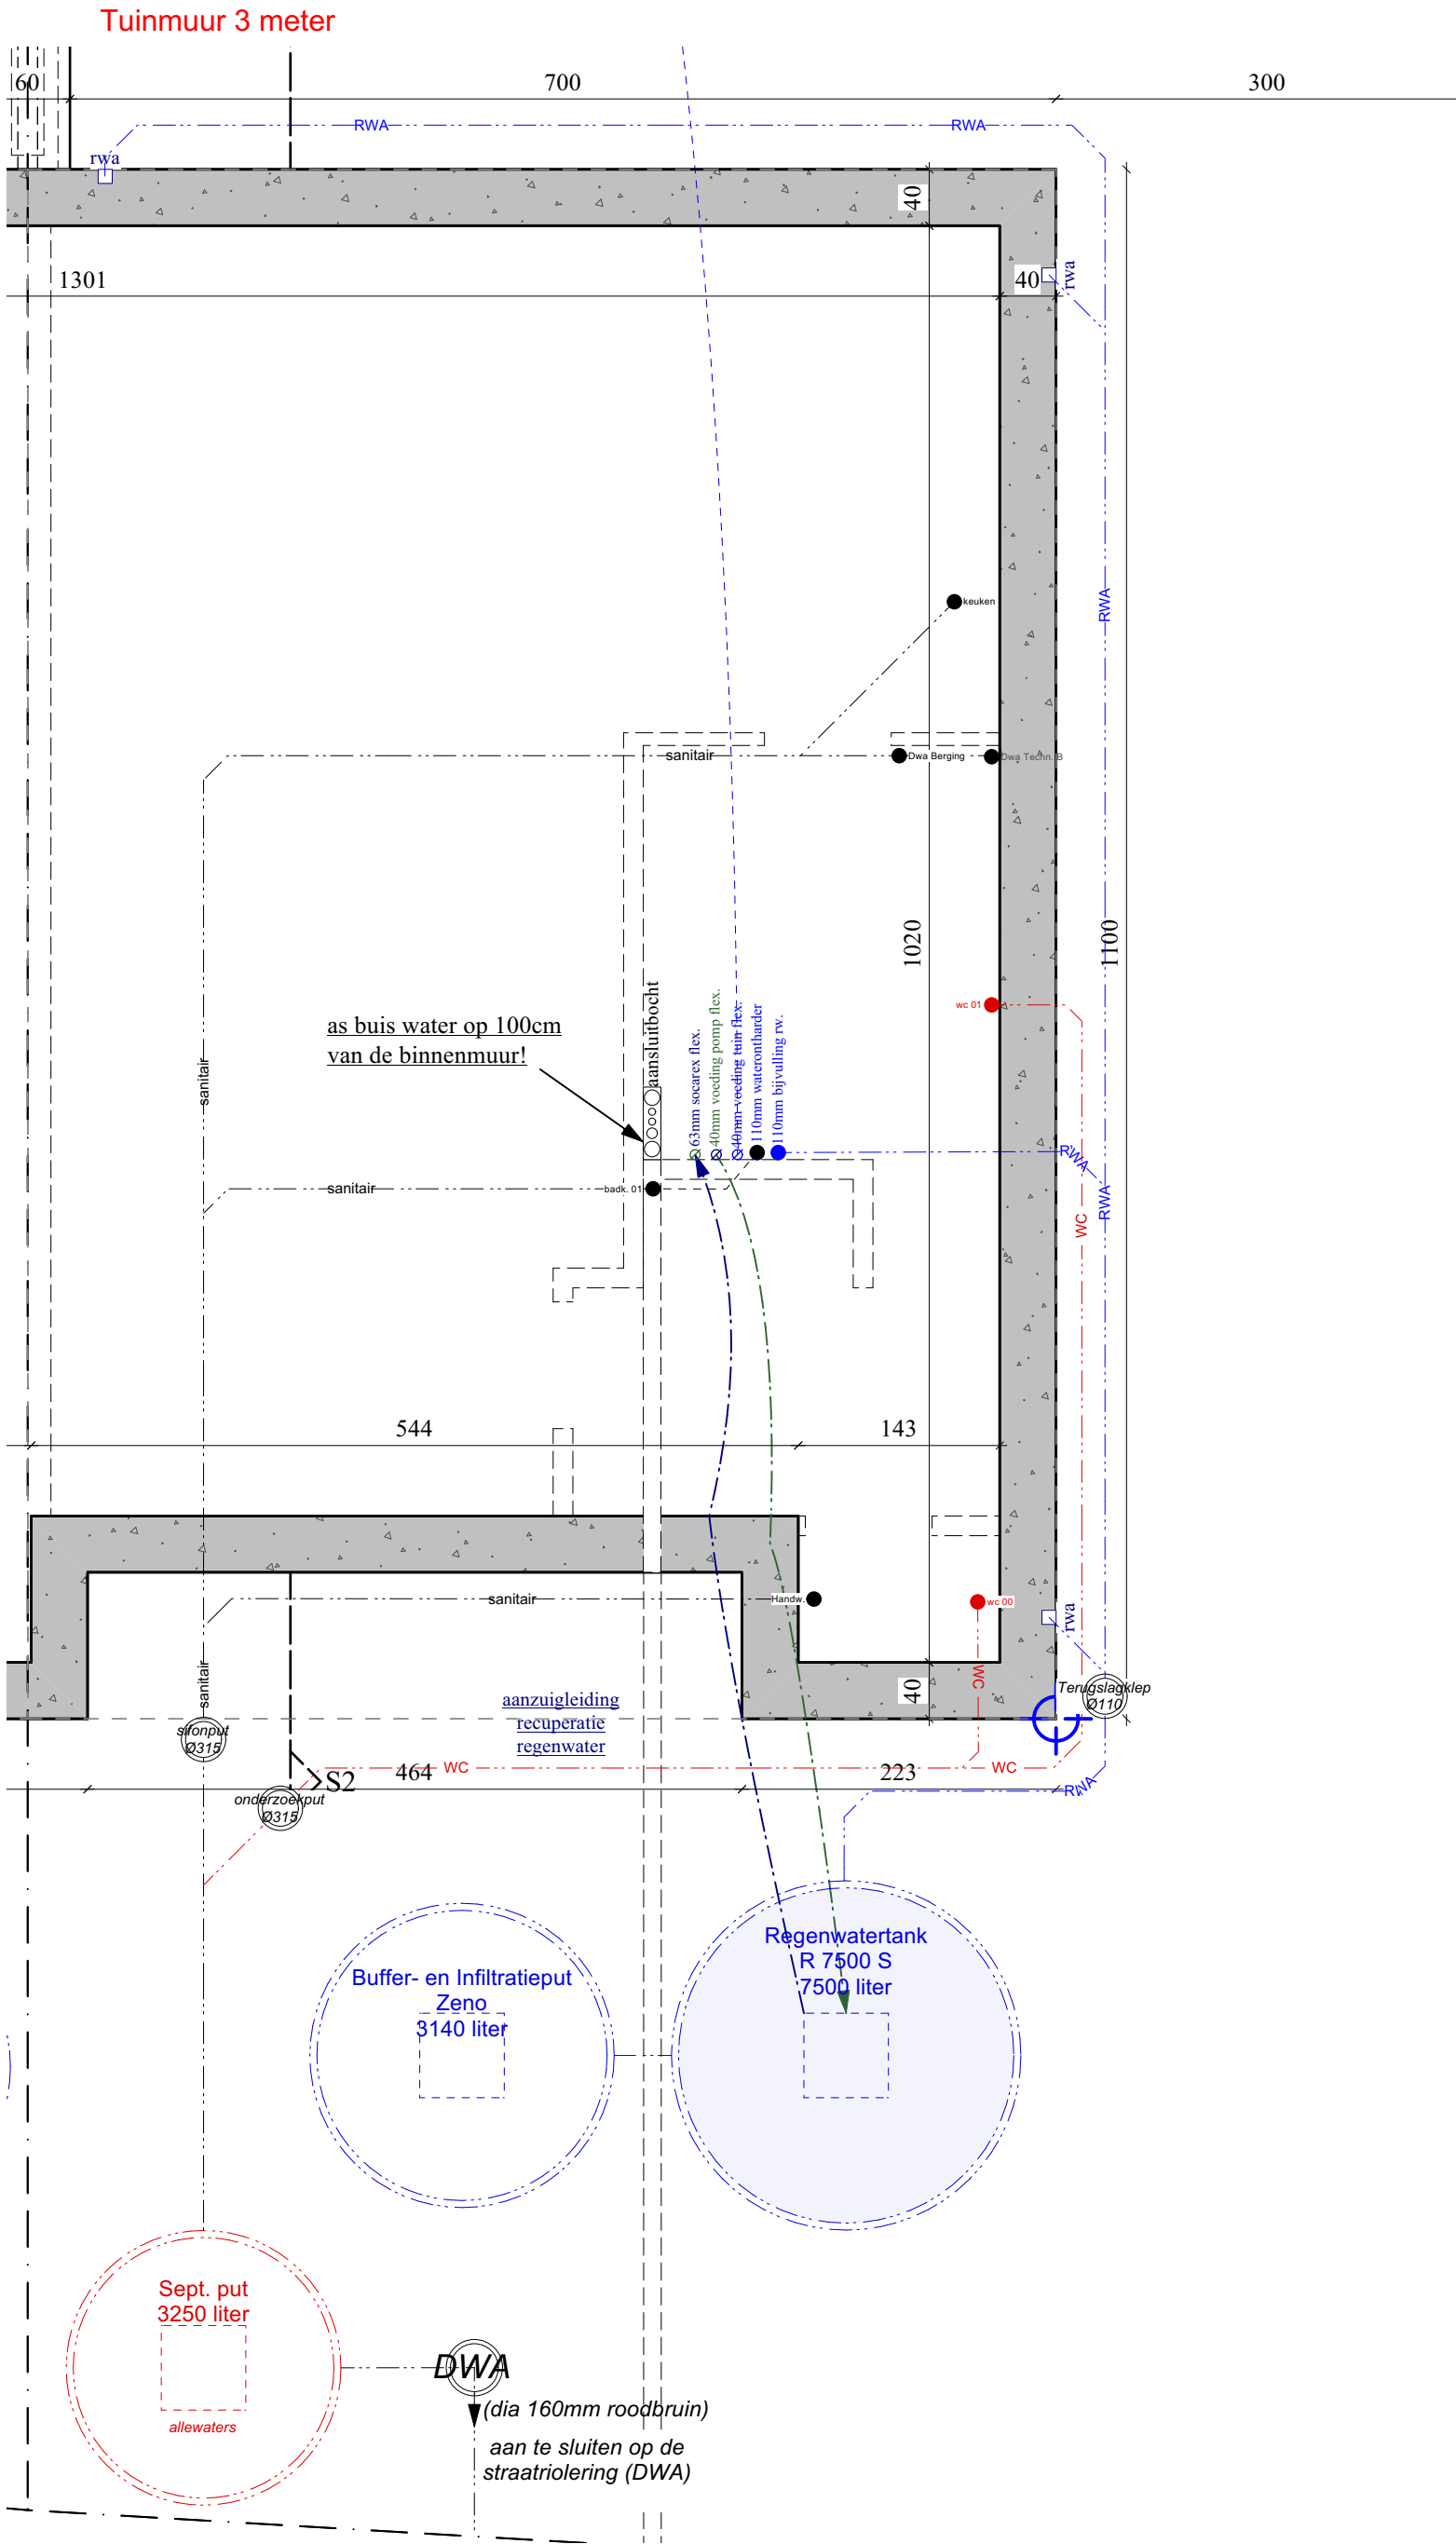 Tuinmuur 3 meter
60
700
300
RWA
RWA
rwa
40
1301
40
rwa
keuken
RWA
sanitair
Dwa Berging
Dwa Techn. B
1020
1100
wc 01
as buis water op 100cm
van de binnenmuur!
aansluitbocht
63mm socarex flex.
40mm voeding pomp flex.
40mm voeding tuin flex.
110mm waterontharder
110mm bijvulling rw.
sanitair
RWA
RWA
WC
sanitair
badk. 01
544
143
sanitair
Handw.
wc 00
rwa
sanitair
WC
40
Terugslagklep
Ø110
aanzuigleiding
recuperatie
regenwater
sifonput
Ø315
S2
464
WC
223
WC
RWA
onderzoekput
Ø315
Regenwatertank
R 7500 S
7500 liter
Buffer- en Infiltratieput
Zeno
3140 liter
Sept. put
3250 liter
allewaters
DWA
(dia 160mm roodbruin)
aan te sluiten op de
straatriolering (DWA)